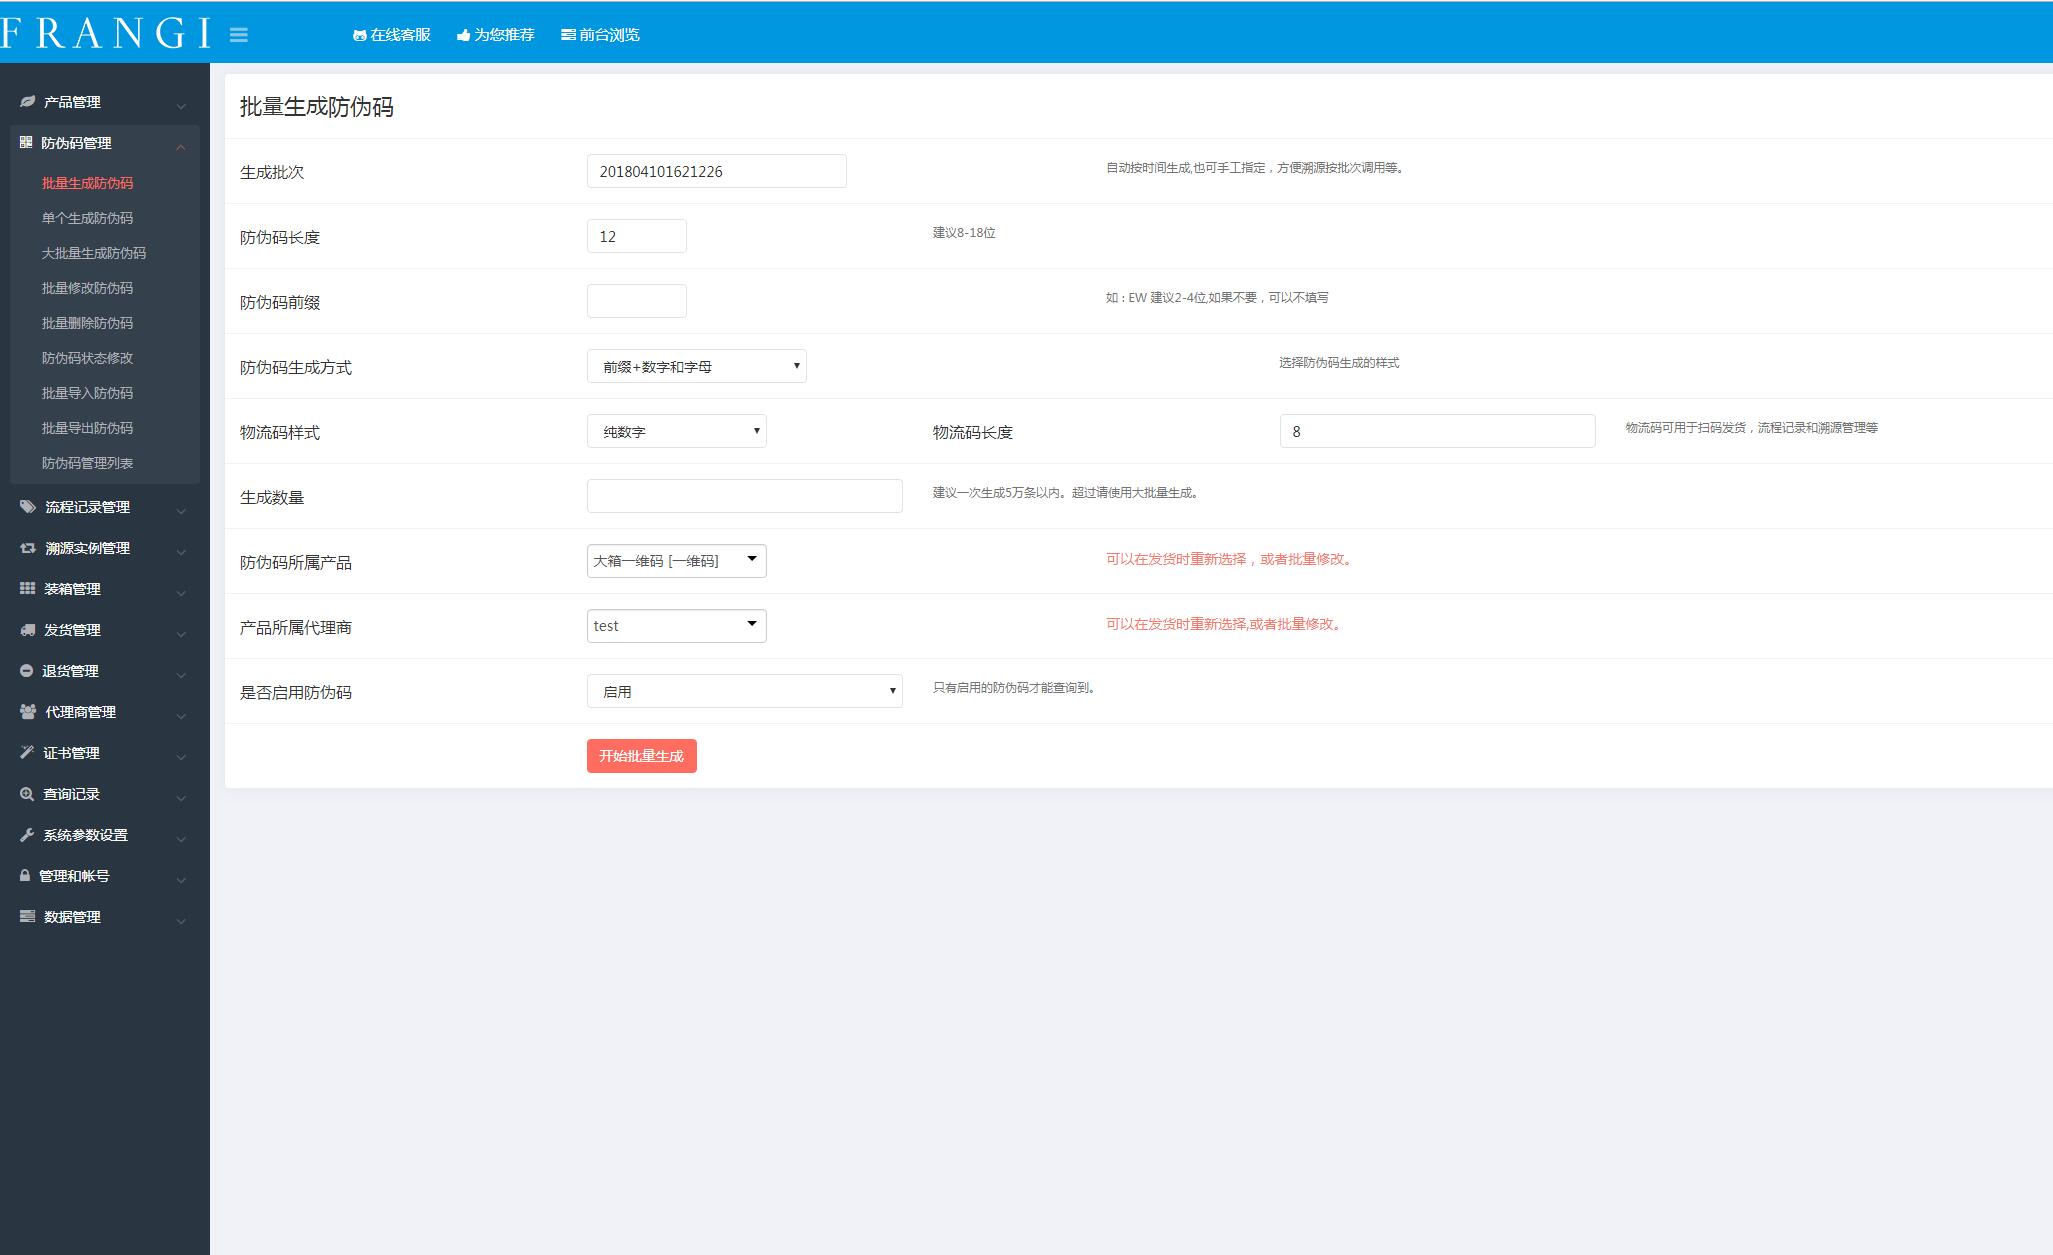 FRANGI
在线客服 为您推荐 前台浏览
产品管理
防伪码管理
批量生成防伪码
单个生成防伪码
大批量生成防伪码
批量修改防伪码
批量删除防伪码
防伪码状态修改
批量导入防伪码
批量导出防伪码
防伪码管理列表
流程记录管理
溯源实例管理
装箱管理
发货管理
退货管理
代理商管理
证书管理
查询记录
系统参数设置
管理和帐号
数据管理
批量生成防伪码
生成批次 201804101621226 自动按时间生成,也可手工指定，方便溯源按批次调用等。
防伪码长度 12 建议8-18位
防伪码前缀 如：EW 建议2-4位,如果不要，可以不填写
防伪码生成方式 前缀+数字和字母 选择防伪码生成的样式
物流码样式 纯数字 物流码长度 8 物流码可用于扫码发货，流程记录和溯源管理等
生成数量 建议一次生成5万条以内。超过请使用大批量生成。
防伪码所属产品 大箱一维码 [一维码] 可以在发货时重新选择，或者批量修改。
产品所属代理商 test 可以在发货时重新选择,或者批量修改。
是否启用防伪码 启用 只有启用的防伪码才能查询到。
开始批量生成